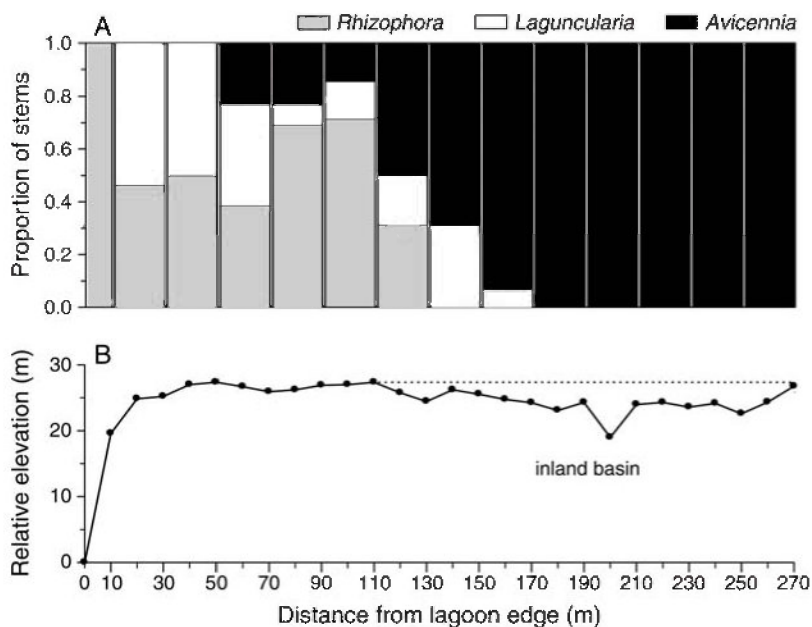 A
Rhizophora Laguncularia Avicennia
1.0
0.8
0.6
0.4
0.2
0.0
Proportion of stems
B
30
20
10
0
Relative elevation (m)
inland basin
0 10 30 50 70 90 110 130 150 170 190 210 230 250 270
Distance from lagoon edge (m)